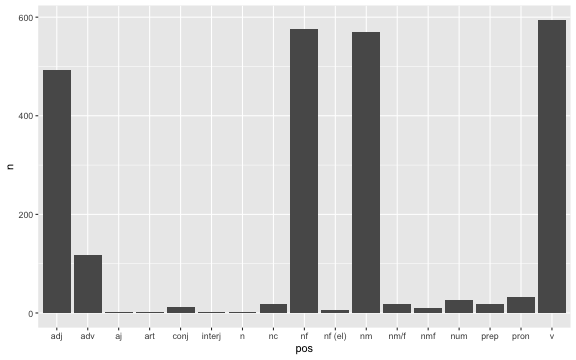 600
400
200
0
n
adj adv aj art conj interj n nc nf nf (el) nm nm/f nmf num prep pron v
pos